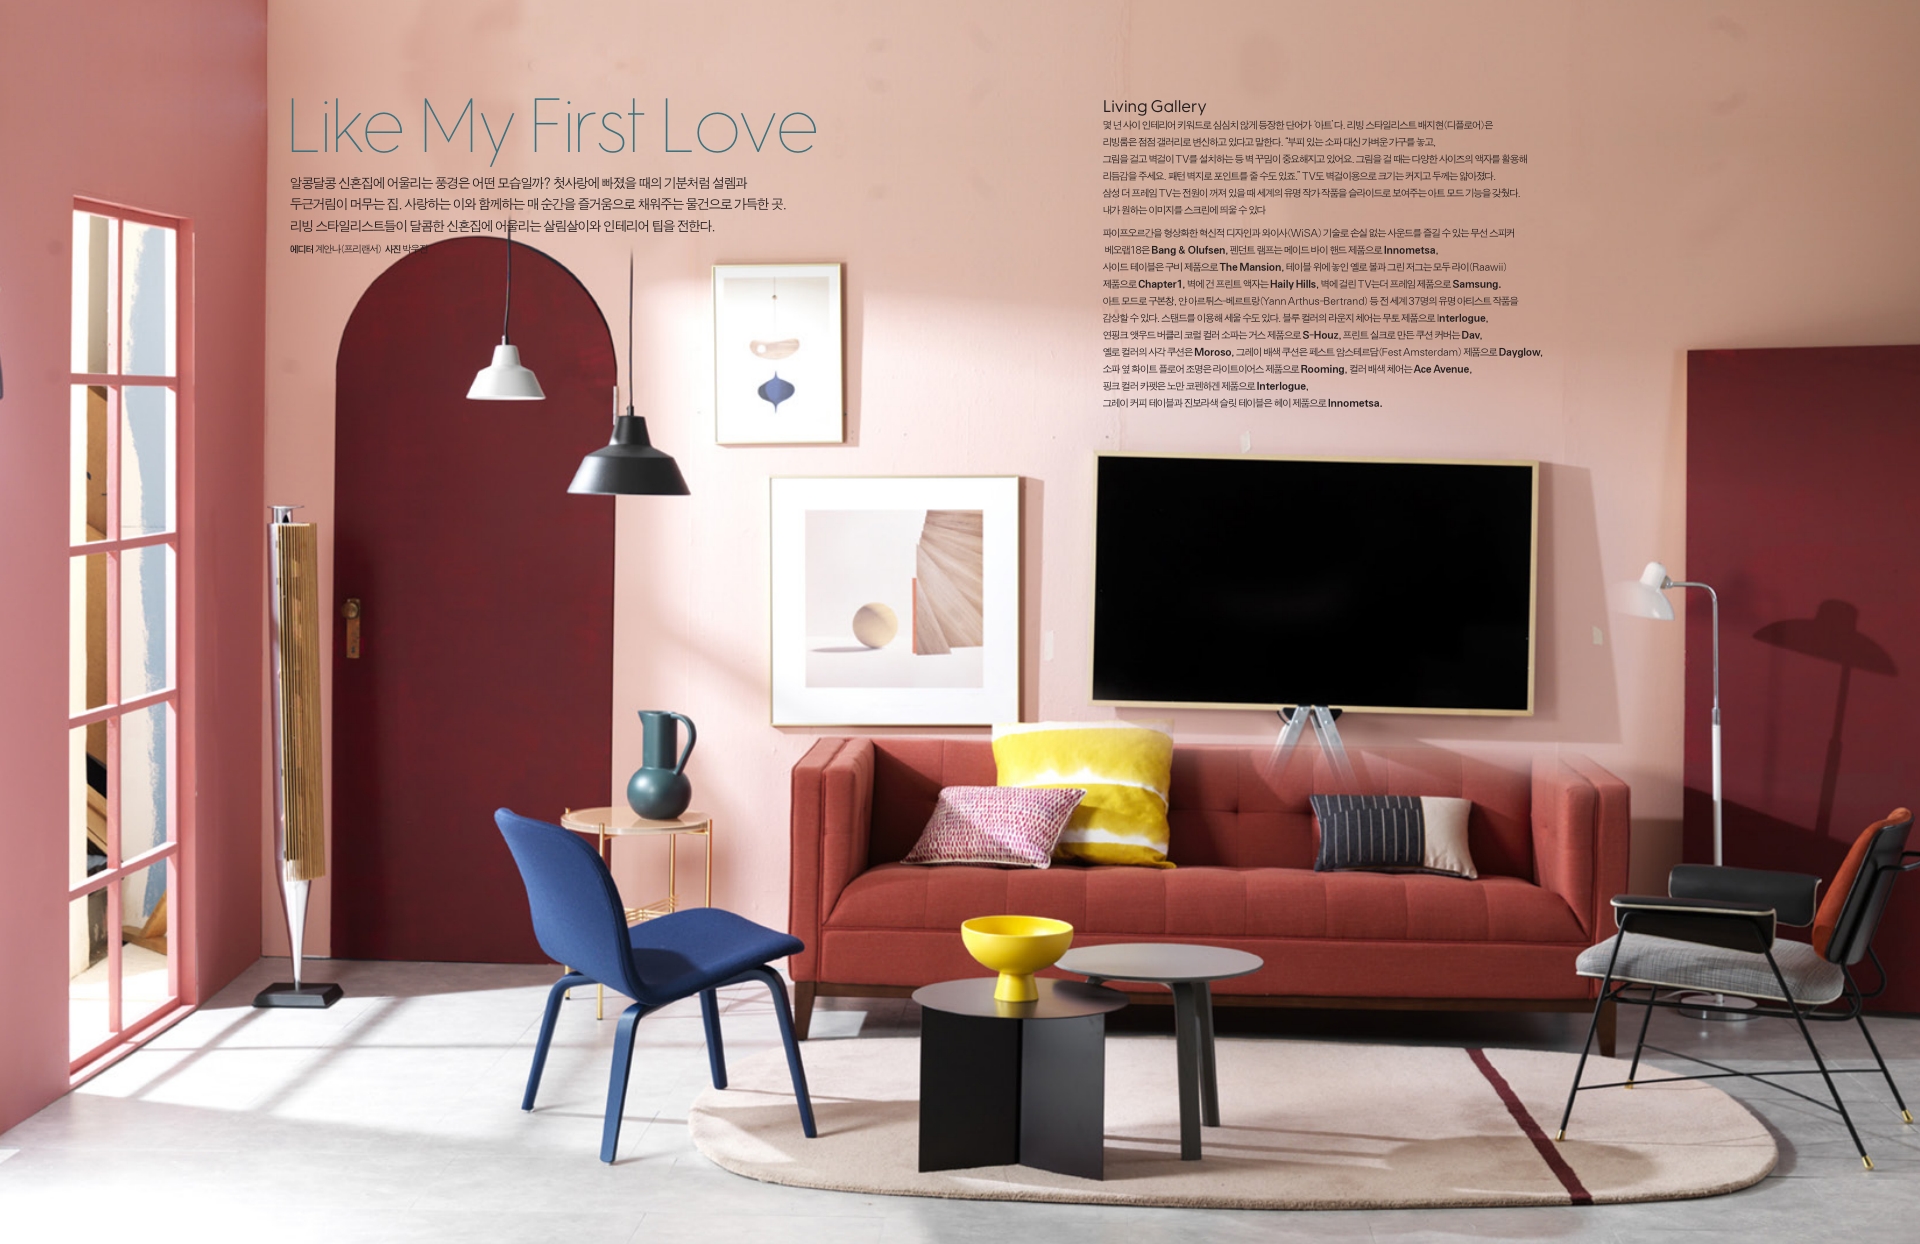 Like My First Love
알콩달콩 신혼집에 어울리는 풍경은 어떤 모습일까? 첫사랑에 빠졌을 때의 기분처럼 설렘과
두근거림이 머무는 집. 사랑하는 이와 함께하는 매 순간을 즐거움으로 채워주는 물건으로 가득한 곳.
리빙 스타일리스트들이 달콤한 신혼집에 어울리는 살림살이와 인테리어 팁을 전한다.
에디터 계안나(프리랜서) 사진
Living Gallery
몇 년 사이 인테리어 키워드로 심심치 않게 등장한 단어가 ‘아트’다. 리빙 스타일리스트 배지현(디플로어)은
리빙룸은 점점 갤러리로 변신하고 있다고 말한다. “부피 있는 소파 대신 가벼운 가구를 놓고,
그림을 걸고 벽걸이 TV를 설치하는 등 벽 꾸밈이 중요해지고 있어요. 그림을 걸 때는 다양한 사이즈의 액자를 활용해
리듬감을 주세요. 패턴 벽지로 포인트를 줄 수도 있죠.” TV도 벽걸이용으로 크기는 커지고 두께는 얇아졌다.
삼성 더 프레임 TV는 전원이 꺼져 있을 때 세계의 유명 작가 작품을 슬라이드로 보여주는 아트 모드 기능을 갖췄다.
내가 원하는 이미지를 스크린에 띄울 수 있다
파이프오르간을 형상화한 혁신적 디자인과 와이사(WiSA) 기술로 손실 없는 사운드를 즐길 수 있는 무선 스피커
베오랩18은 Bang & Olufsen, 펜던트 램프는 메이드 바이 핸드 제품으로 Innometsa,
사이드 테이블은 구비 제품으로 The Mansion, 테이블 위에 놓인 옐로 볼과 그린 저그는 모두 라이(Raawii)
제품으로 Chapter1, 벽에 건 프린트 액자는 Haily Hills, 벽에 걸린 TV는더 프레임 제품으로 Samsung.
아트 모드로 구본창, 얀 아르튀스-베르트랑(Yann Arthus-Bertrand) 등 전 세계 37명의 유명 아티스트 작품을
감상할 수 있다. 스탠드를 이용해 세울 수도 있다. 블루 컬러의 라운지 체어는 무토 제품으로 Interlogue,
연핑크 앳우드 버클리 코럴 컬러 소파는 거스 제품으로 S-Houz, 프린트 실크로 만든 쿠션 커버는 Dav,
옐로 컬러의 사각 쿠션은 Moroso, 그레이 배색 쿠션은 페스트 암스테르담(Fest Amsterdam) 제품으로 Dayglow,
소파 옆 화이트 플로어 조명은 라이트이어스 제품으로 Rooming, 컬러 배색 체어는 Ace Avenue,
핑크 컬러 카펫은 노만 코펜하겐 제품으로 Interlogue,
그레이 커피 테이블과 진보라색 슬릿 테이블은 헤이 제품으로 Innometsa.